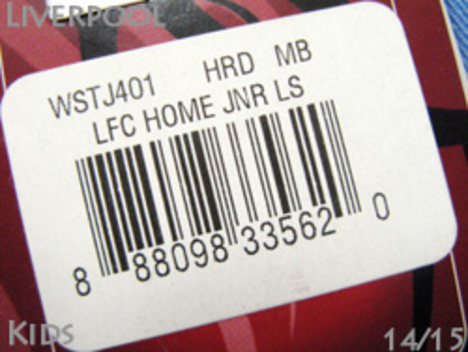 LIVERPOOL
WSTJ401 HRD MB
LFC HOME JNR LS
8 88098 33562 0
KIDS 14/15